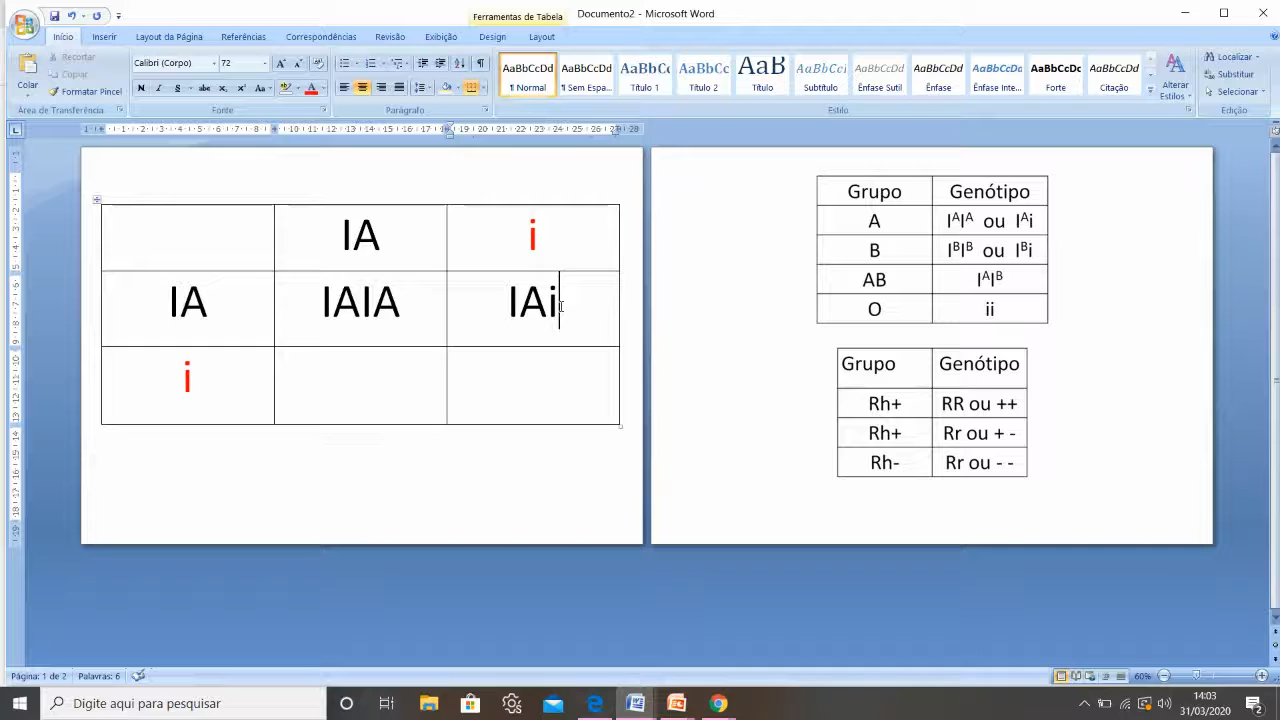 Ferramentas de Tabela
Documento2 - Microsoft Word
Início Inserir Layout da Página Referências Correspondências Revisão Exibição Design Layout
Colar
Recortar
Copiar
Formatar Pincel
Área de Transferência
Calibri (Corpo) 72
Fonte
Parágrafo
AaBbCcDd AaBbCcDd AaBbCc AaBbCc AaB AaBbCcI AaBbCcDd AaBbCcDd AaBbCcDd AaBbCcDc AaBbCcDd
¶ Normal ¶ Sem Espa... Título 1 Título 2 Título Subtítulo Ênfase Sutil Ênfase Ênfase Inte... Forte Citação
Alterar Estilos
Estilo
Localizar
Substituir
Selecionar
Edição
IA i
IA IAIA IAi
i
Grupo Genótipo
A IᴬIᴬ ou Iᴬi
B IᴮIᴮ ou Iᴮi
AB IᴬIᴮ
O ii
Grupo Genótipo
Rh+ RR ou ++
Rh+ Rr ou + -
Rh- Rr ou - -
Página: 1 de 2 Palavras: 6
60%
Digite aqui para pesquisar
14:03
31/03/2020
2